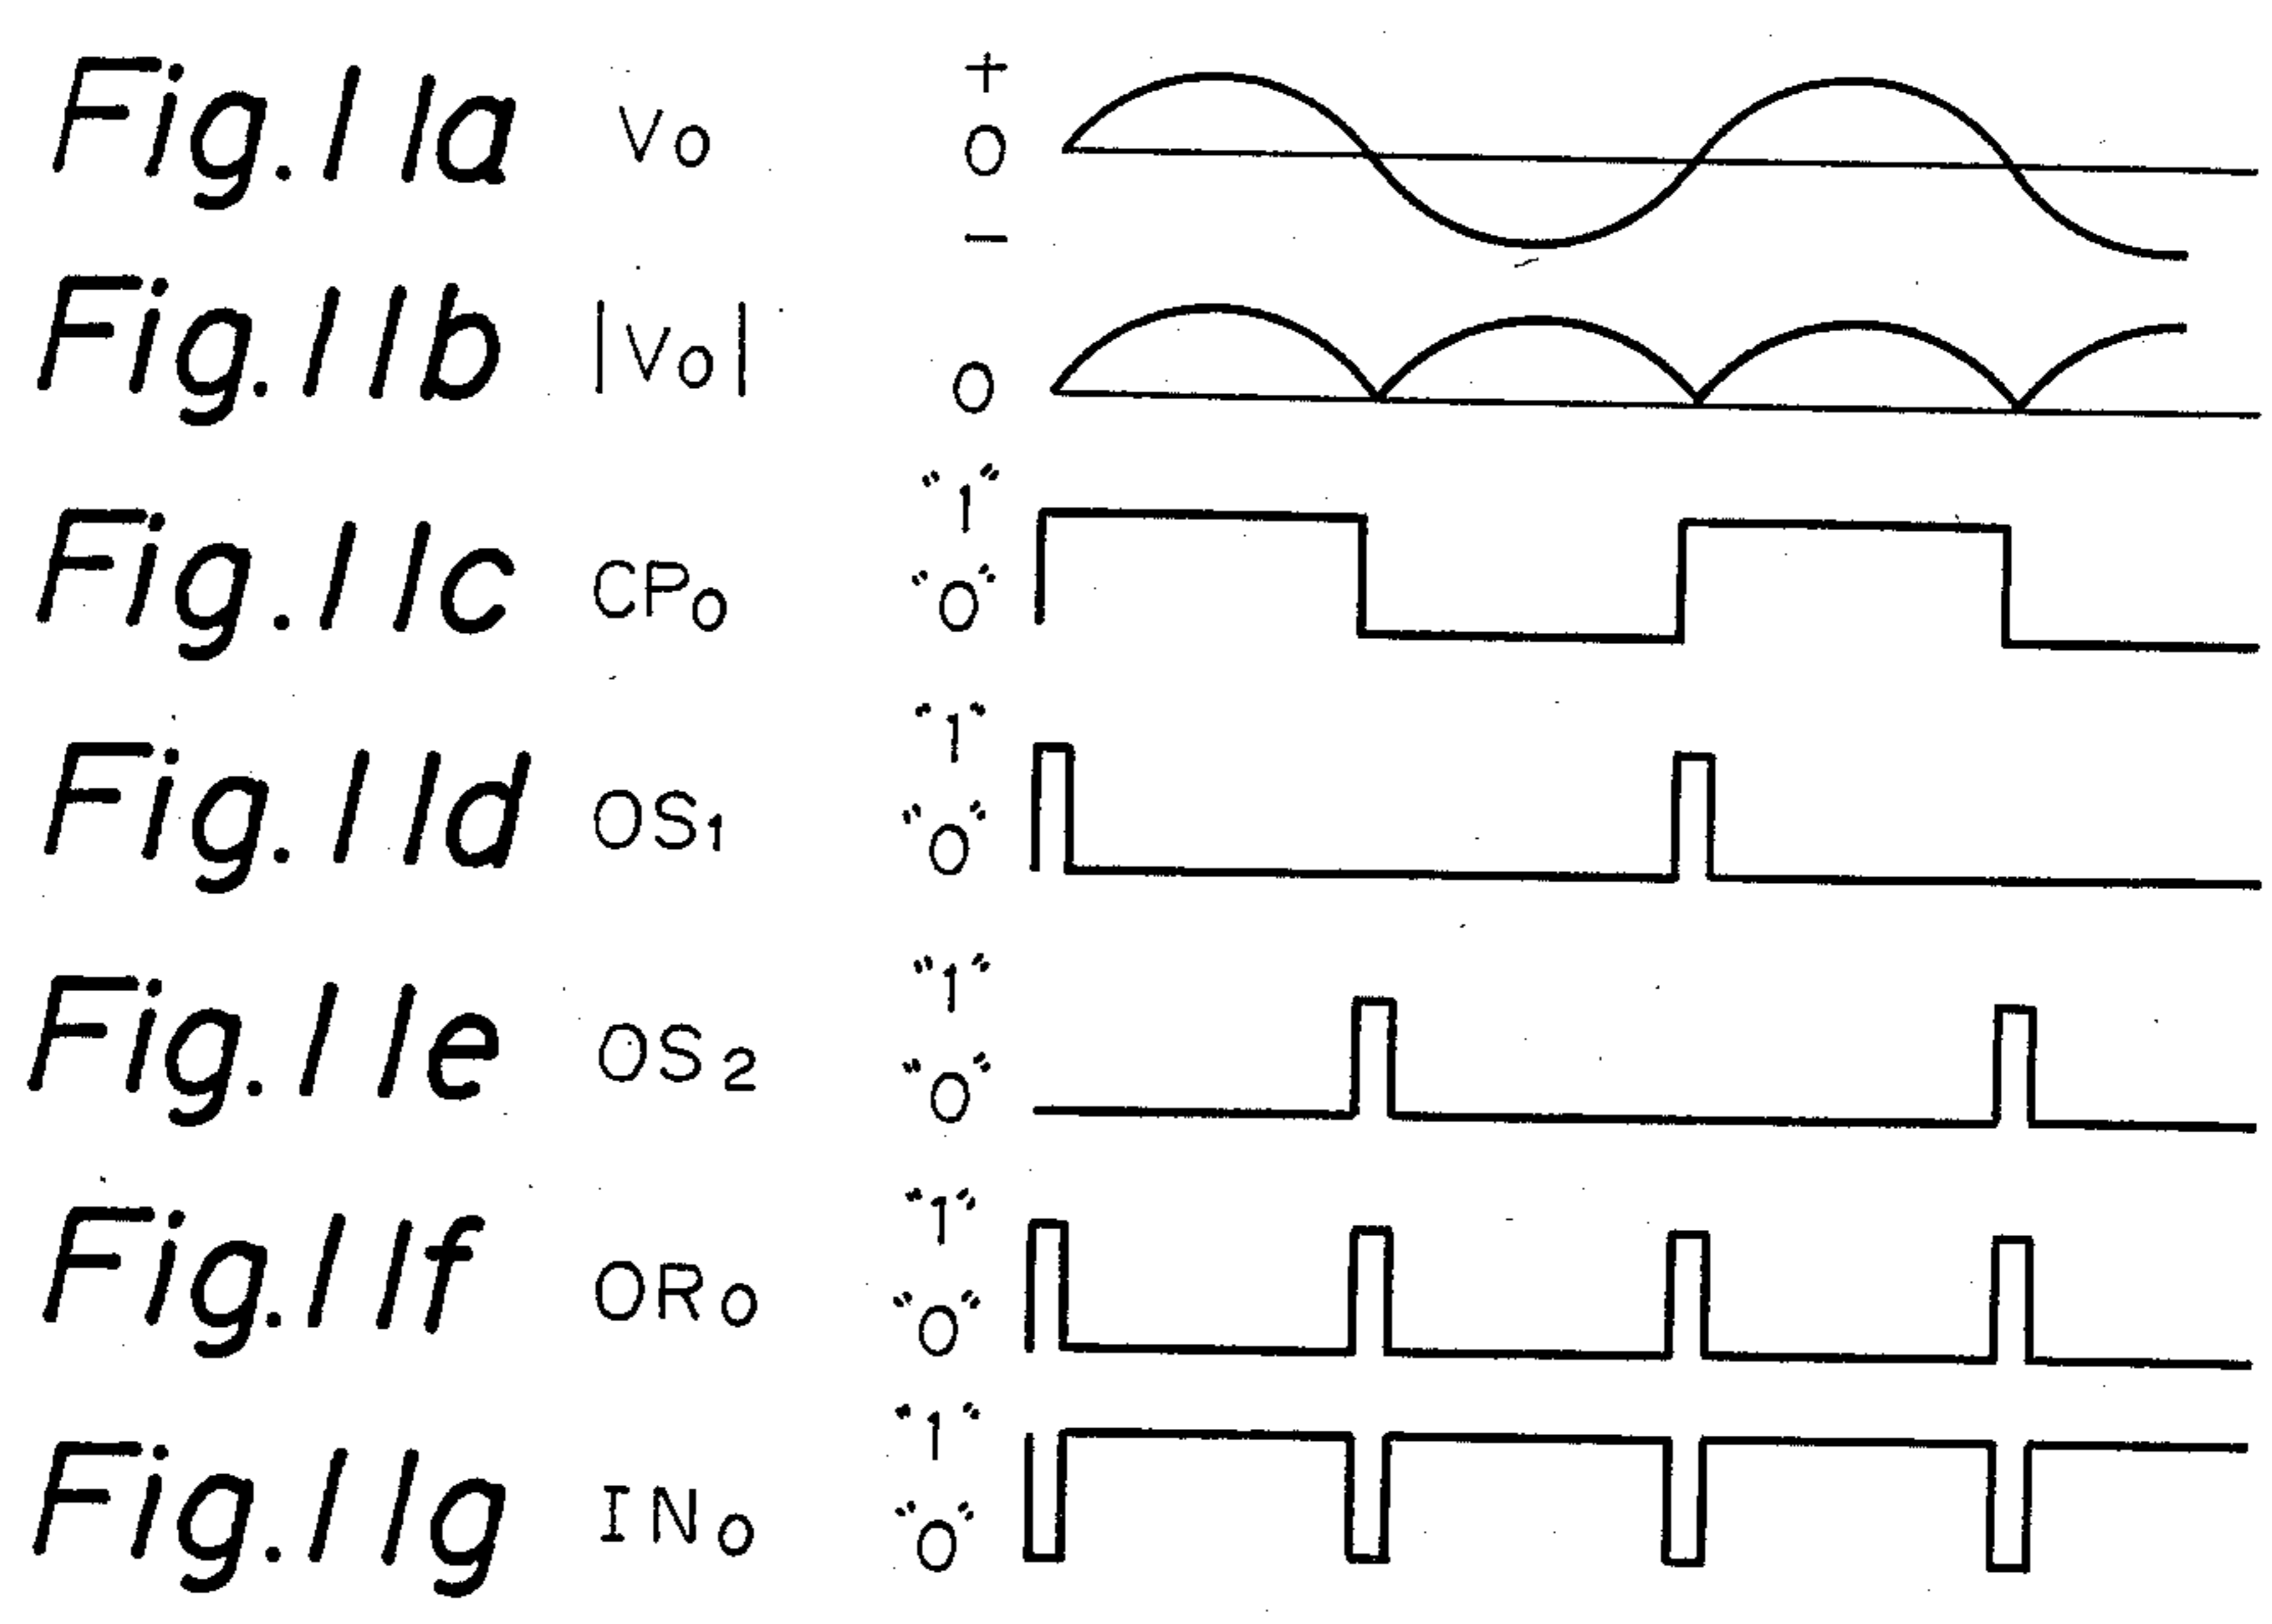 Fig. 11a Vo + 0 −
Fig. 11b |Vo| 0
Fig. 11c CPo "1" "0"
Fig. 11d OS1 "1" "0"
Fig. 11e OS2 "1" "0"
Fig. 11f ORo "1" "0"
Fig. 11g INo "1" "0"